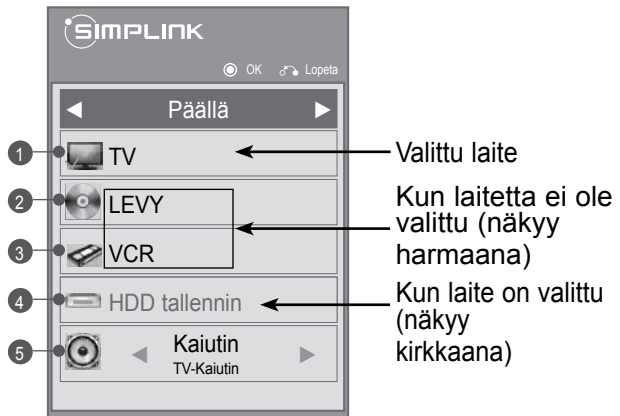 SIMPLINK
OK Lopeta
Päällä
1 TV
2 LEVY
3 VCR
4 HDD tallennin
5 Kaiutin
TV-Kaiutin
Valittu laite
Kun laitetta ei ole
valittu (näkyy
harmaana)
Kun laite on valittu
(näkyy
kirkkaana)